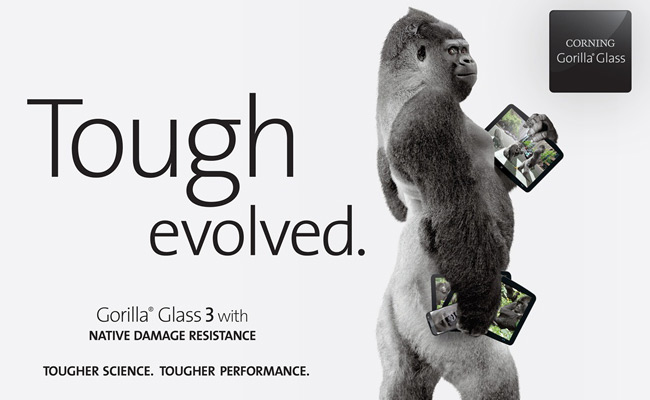 CORNING
Gorilla® Glass
Tough
evolved.
Gorilla® Glass 3 with
NATIVE DAMAGE RESISTANCE
TOUGHER SCIENCE. TOUGHER PERFORMANCE.